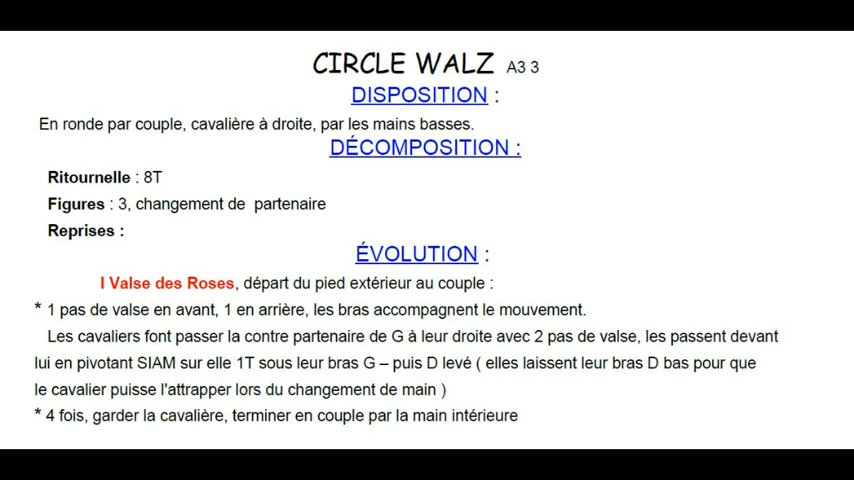 CIRCLE WALZ A3 3
DISPOSITION :
En ronde par couple, cavalière à droite, par les mains basses.
DÉCOMPOSITION :
Ritournelle : 8T
Figures : 3, changement de partenaire
Reprises :
ÉVOLUTION :
I Valse des Roses, départ du pied extérieur au couple :
* 1 pas de valse en avant, 1 en arrière, les bras accompagnent le mouvement.
Les cavaliers font passer la contre partenaire de G à leur droite avec 2 pas de valse, les passent devant
lui en pivotant SIAM sur elle 1T sous leur bras G – puis D levé ( elles laissent leur bras D bas pour que
le cavalier puisse l'attrapper lors du changement de main )
* 4 fois, garder la cavalière, terminer en couple par la main intérieure